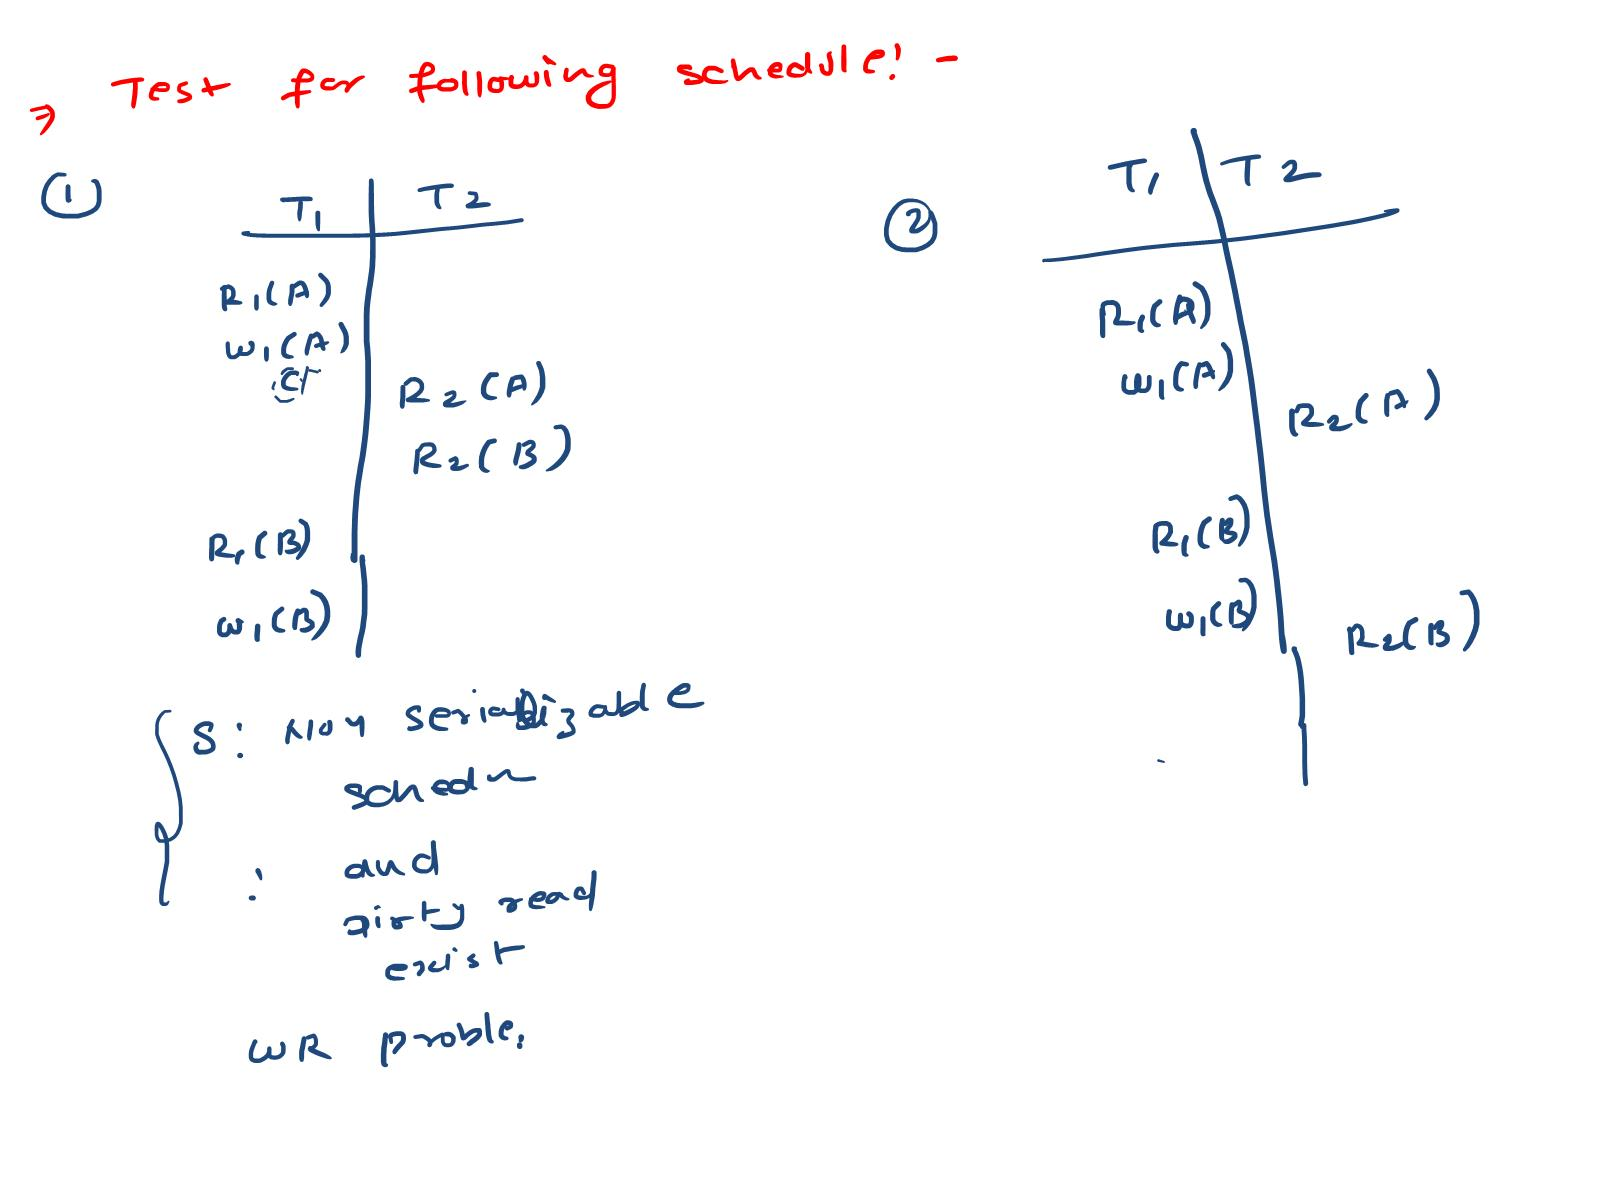 ⇒ Test for following schedule! -
①
T1 T2
R1(A)
W1(A)
R2(A)
R2(B)
R1(B)
W1(B)
S: Non serializable
and
dirty read
exist
WR proble.
②
T1 T2
R1(A)
W1(A)
R2(A)
R1(B)
W1(B)
R2(B)